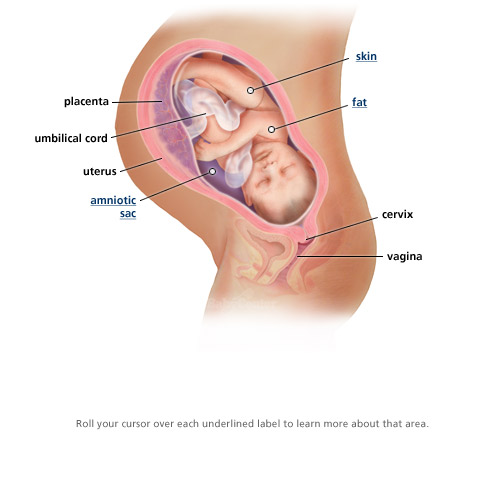 skin
placenta
fat
umbilical cord
uterus
amniotic
sac
cervix
vagina
Roll your cursor over each underlined label to learn more about that area.